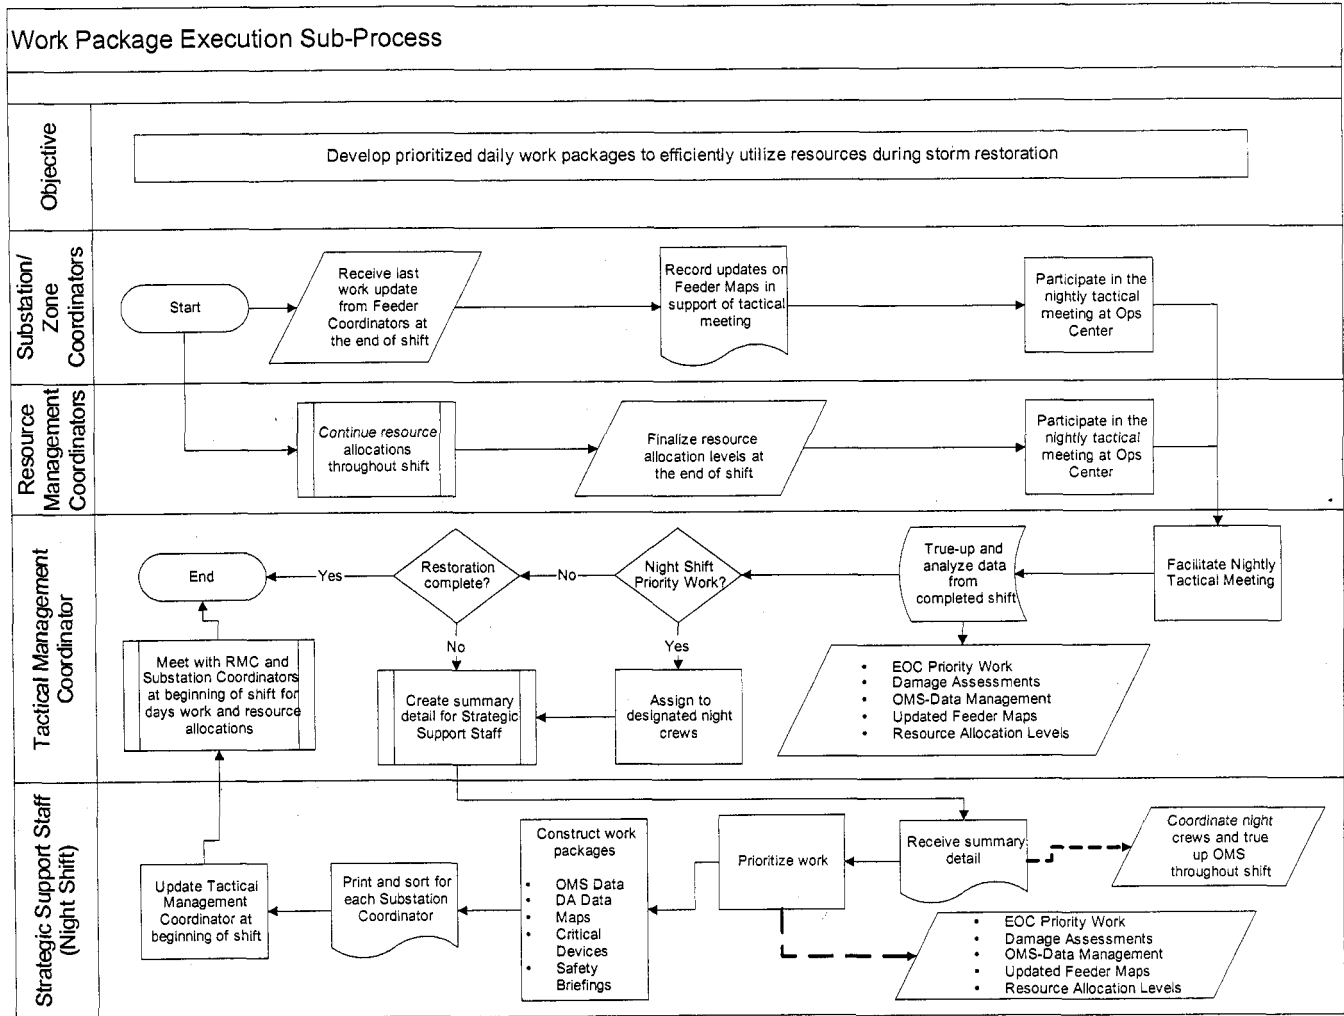 Work Package Execution Sub-Process
Objective
Develop prioritized daily work packages to efficiently utilize resources during storm restoration
Substation/
Zone
Coordinators
Start
Receive last
work update
from Feeder
Coordinators at
the end of shift
Record updates on
Feeder Maps in
support of tactical
meeting
Participate in the
nightly tactical
meeting at Ops
Center
Resource
Management
Coordinators
Continue resource
allocations
throughout shift
Finalize resource
allocation levels at
the end of shift
Participate in the
nightly tactical
meeting at Ops
Center
Tactical Management
Coordinator
End
Yes
Restoration
complete?
No
Night Shift
Priority Work?
True-up and
analyze data
from
completed shift
Facilitate Nightly
Tactical Meeting
No
Yes
Meet with RMC and
Substation Coordinators
at beginning of shift for
days work and resource
allocations
Create summary
detail for Strategic
Support Staff
Assign to
designated night
crews
• EOC Priority Work
• Damage Assessments
• OMS-Data Management
• Updated Feeder Maps
• Resource Allocation Levels
Strategic Support Staff
(Night Shift)
Update Tactical
Management
Coordinator at
beginning of shift
Print and sort for
each Substation
Coordinator
Construct work
packages
• OMS Data
• DA Data
• Maps
• Critical
Devices
• Safety
Briefings
Prioritize work
Receive summary
detail
Coordinate night
crews and true
up OMS
throughout shift
• EOC Priority Work
• Damage Assessments
• OMS-Data Management
• Updated Feeder Maps
• Resource Allocation Levels